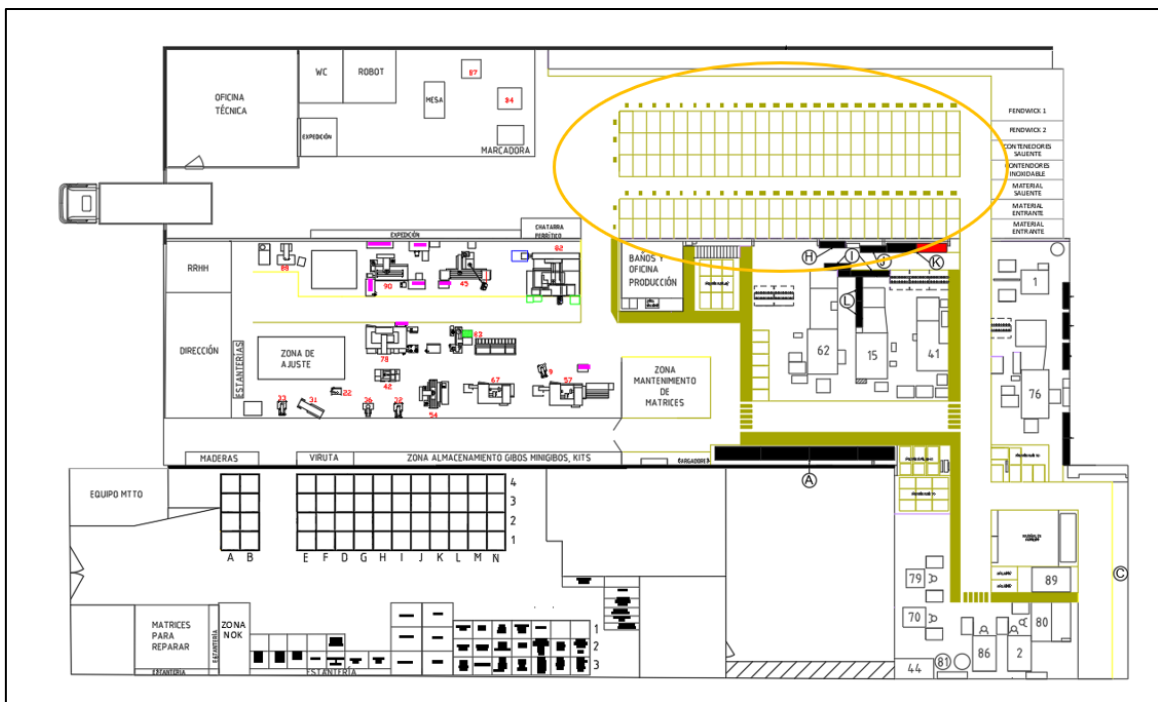 WC
ROBOT
87
OFICINA
TÉCNICA
MESA
84
EXPEDICIÓN
MARCADORA
FENDWICK 1
FENDWICK 2
CONTENEDORES
SALIENTE
CONTENDORES
INOXIDABLE
MATERIAL
SALIENTE
MATERIAL
ENTRANTE
MATERIAL
ENTRANTE
EXPEDICIÓN
CHATARRA
FERRÍTICO
RRHH
88
90
45
82
BAÑOS Y
OFICINA
PRODUCCIÓN
H
I
J
K
L
1
62
15
41
76
DIRECCIÓN
ESTANTERÍAS
ZONA DE
AJUSTE
78
63
42
22
33
31
36
32
54
67
9
57
ZONA
MANTENIMIENTO
DE
MATRICES
MADERAS
VIRUTA
ZONA ALMACENAMIENTO GIBOS MINIGIBOS, KITS
CARGADORES
A
EQUIPO MTTO
4
3
2
1
A B E F D G H I J K L M N
C
79
89
70
80
86
2
81
44
MATRICES
PARA
REPARAR
ESTANTERÍA
ESTANTERÍA
ZONA
NOK
ESTANTERÍA
1
2
3